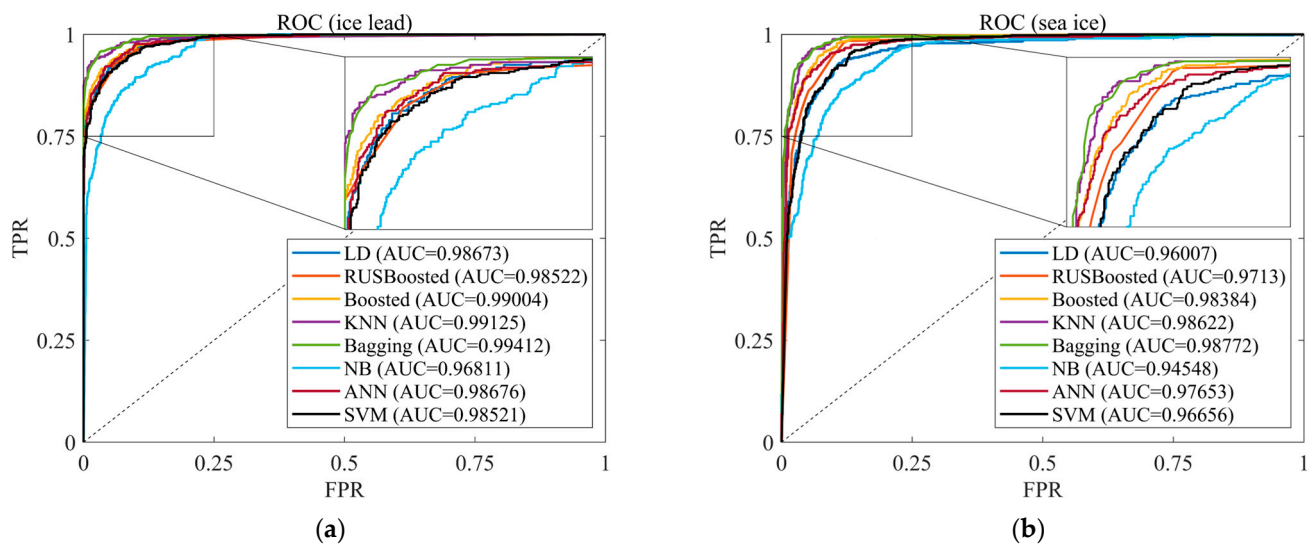 ROC (ice lead)
1
0.75
0.5
0.25
0
TPR
LD (AUC=0.98673)
RUSBoosted (AUC=0.98522)
Boosted (AUC=0.99004)
KNN (AUC=0.99125)
Bagging (AUC=0.99412)
NB (AUC=0.96811)
ANN (AUC=0.98676)
SVM (AUC=0.98521)
0 0.25 0.5 0.75 1
FPR
(a)
ROC (sea ice)
1
0.75
0.5
0.25
0
TPR
LD (AUC=0.96007)
RUSBoosted (AUC=0.9713)
Boosted (AUC=0.98384)
KNN (AUC=0.98622)
Bagging (AUC=0.98772)
NB (AUC=0.94548)
ANN (AUC=0.97653)
SVM (AUC=0.96656)
0 0.25 0.5 0.75 1
FPR
(b)